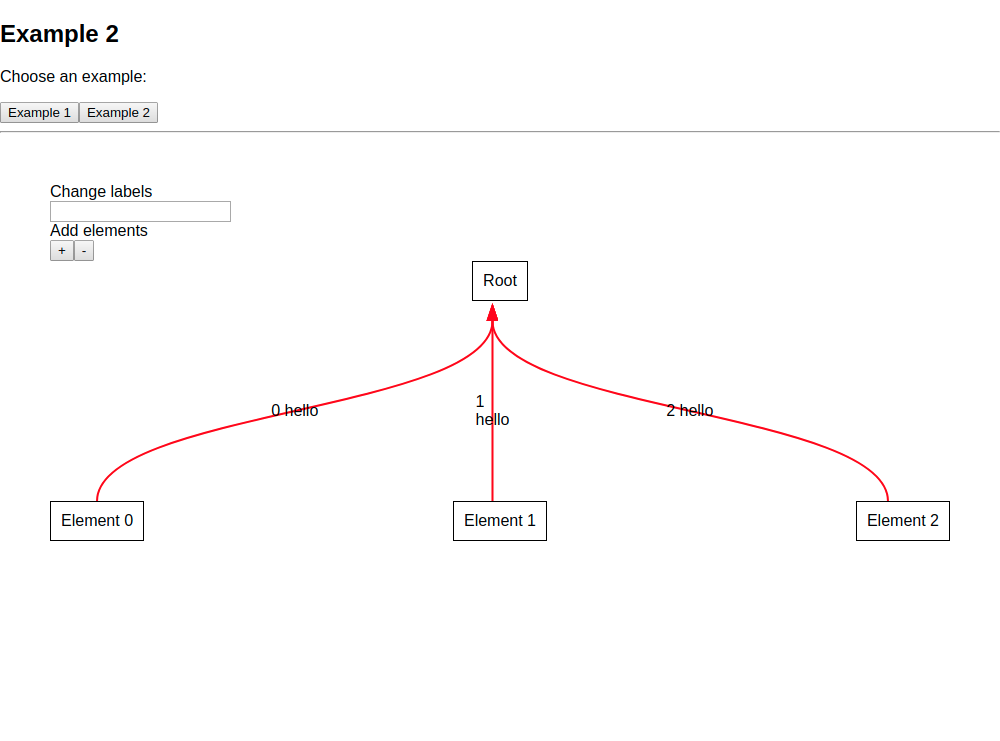 Example 2
Choose an example:
Example 1 Example 2
Change labels
Add elements
+ -
Root
0 hello
1
hello
2 hello
Element 0 Element 1 Element 2